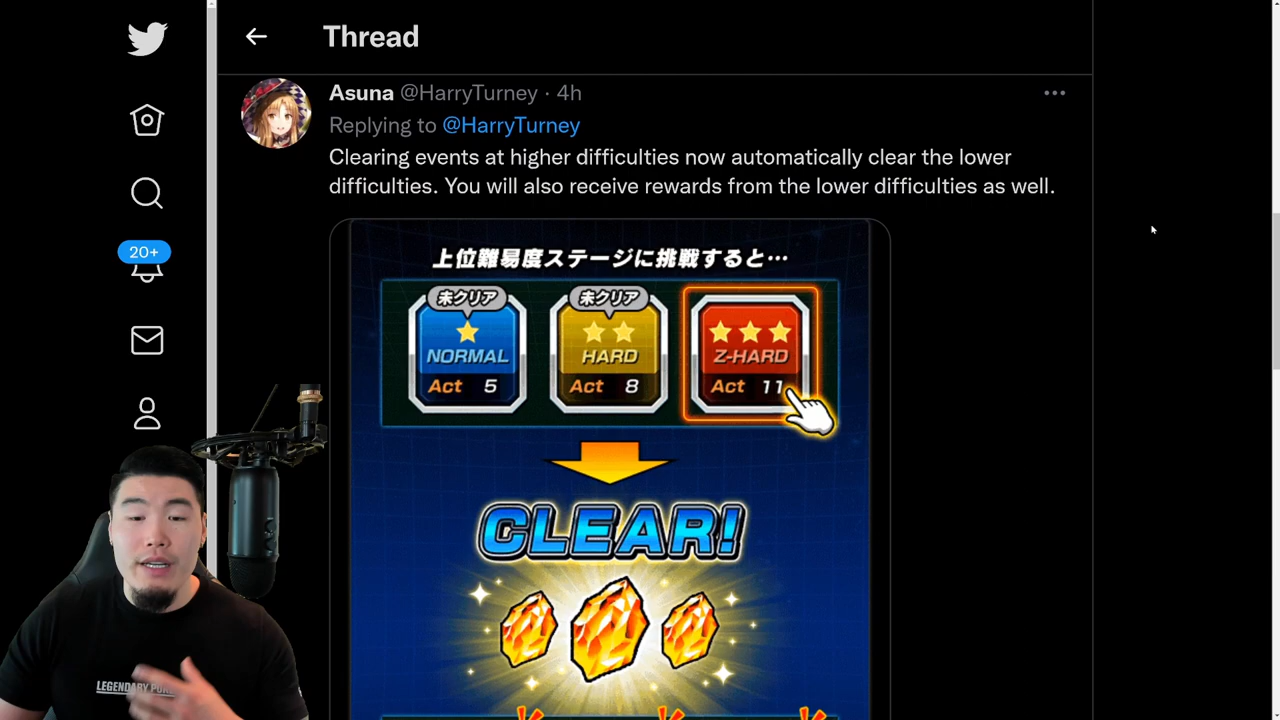 Thread
Asuna @HarryTurney · 4h
Replying to @HarryTurney
Clearing events at higher difficulties now automatically clear the lower
difficulties. You will also receive rewards from the lower difficulties as well.
20+
上位難易度ステージに挑戦すると…
未クリア 未クリア
NORMAL HARD Z-HARD
Act 5 Act 8 Act 11
CLEAR!
LEGENDARY